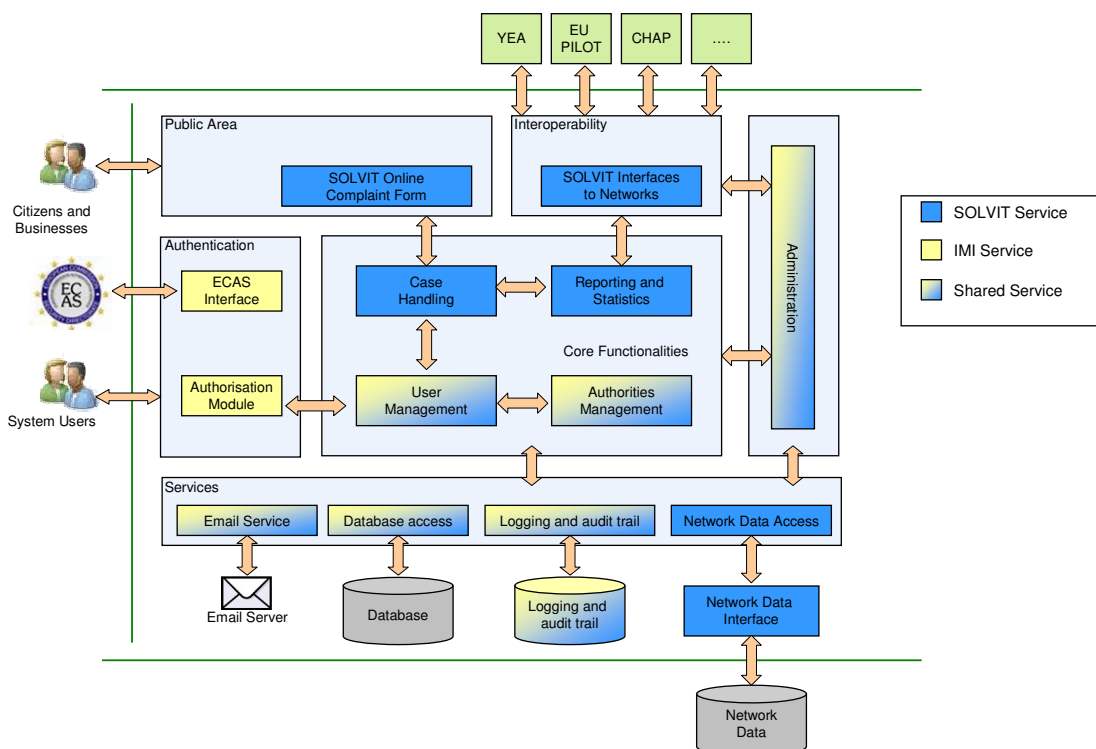 YEA
EU
PILOT
CHAP
....
Public Area
Interoperability
SOLVIT Online
Complaint Form
SOLVIT Interfaces
to Networks
Citizens and
Businesses
SOLVIT Service
IMI Service
Shared Service
Authentication
ECAS
Interface
EC
AS
Case
Handling
Reporting and
Statistics
Administration
Core Functionalities
Authorisation
Module
User
Management
Authorities
Management
System Users
Services
Email Service
Database access
Logging and audit trail
Network Data Access
Email Server
Database
Logging and
audit trail
Network Data
Interface
Network
Data